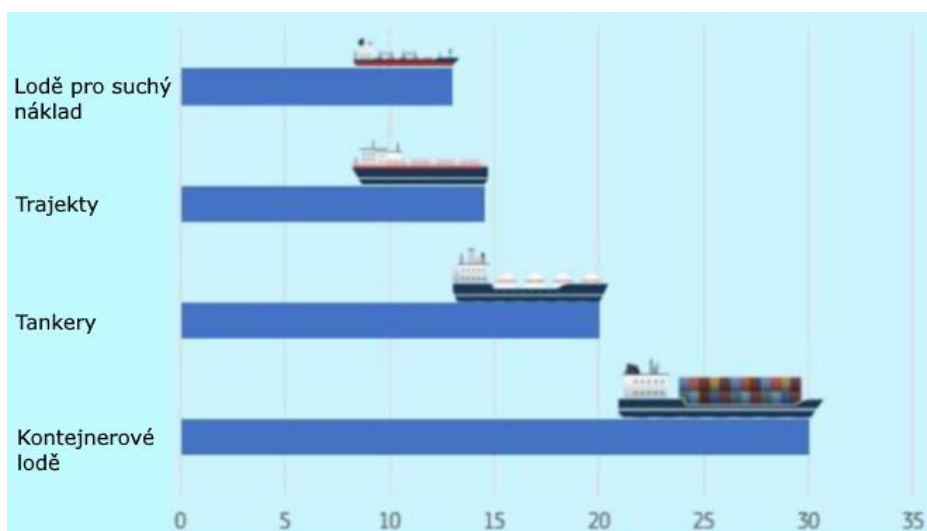 Lodě pro suchý
náklad
Trajekty
Tankery
Kontejnerové
lodě
0 5 10 15 20 25 30 35